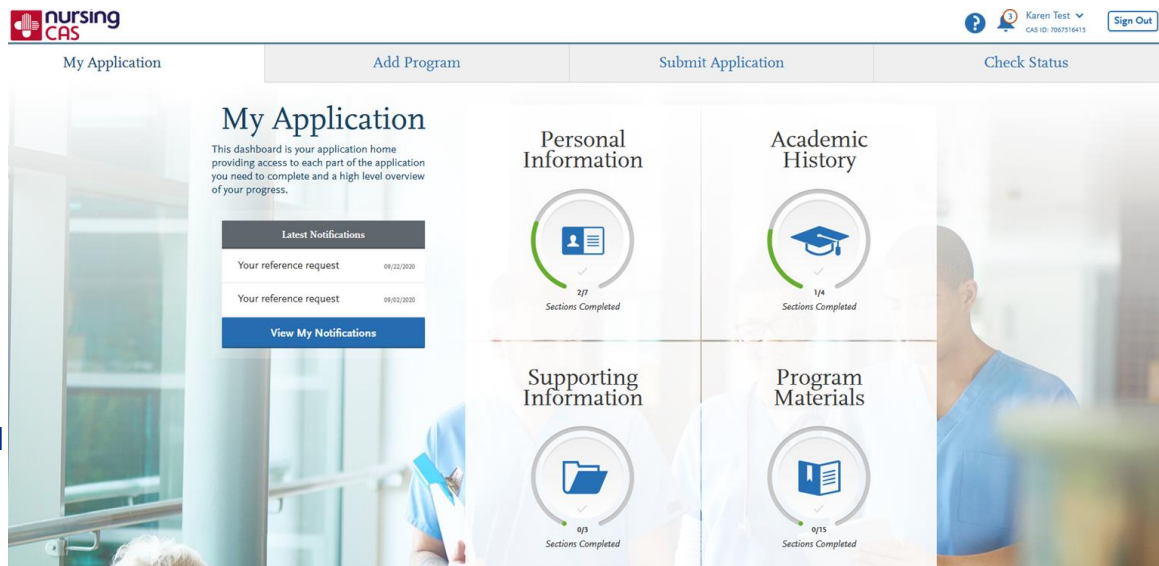 nursing
CAS
3
Karen Test
CAS ID: 7067516415
Sign Out
My Application
Add Program
Submit Application
Check Status
My Application
This dashboard is your application home
providing access to each part of the application
you need to complete and a high level overview
of your progress.
Latest Notifications
Your reference request 09/22/2020
Your reference request 09/02/2020
View My Notifications
Personal
Information
2/7
Sections Completed
Academic
History
1/4
Sections Completed
Supporting
Information
0/3
Sections Completed
Program
Materials
0/15
Sections Completed